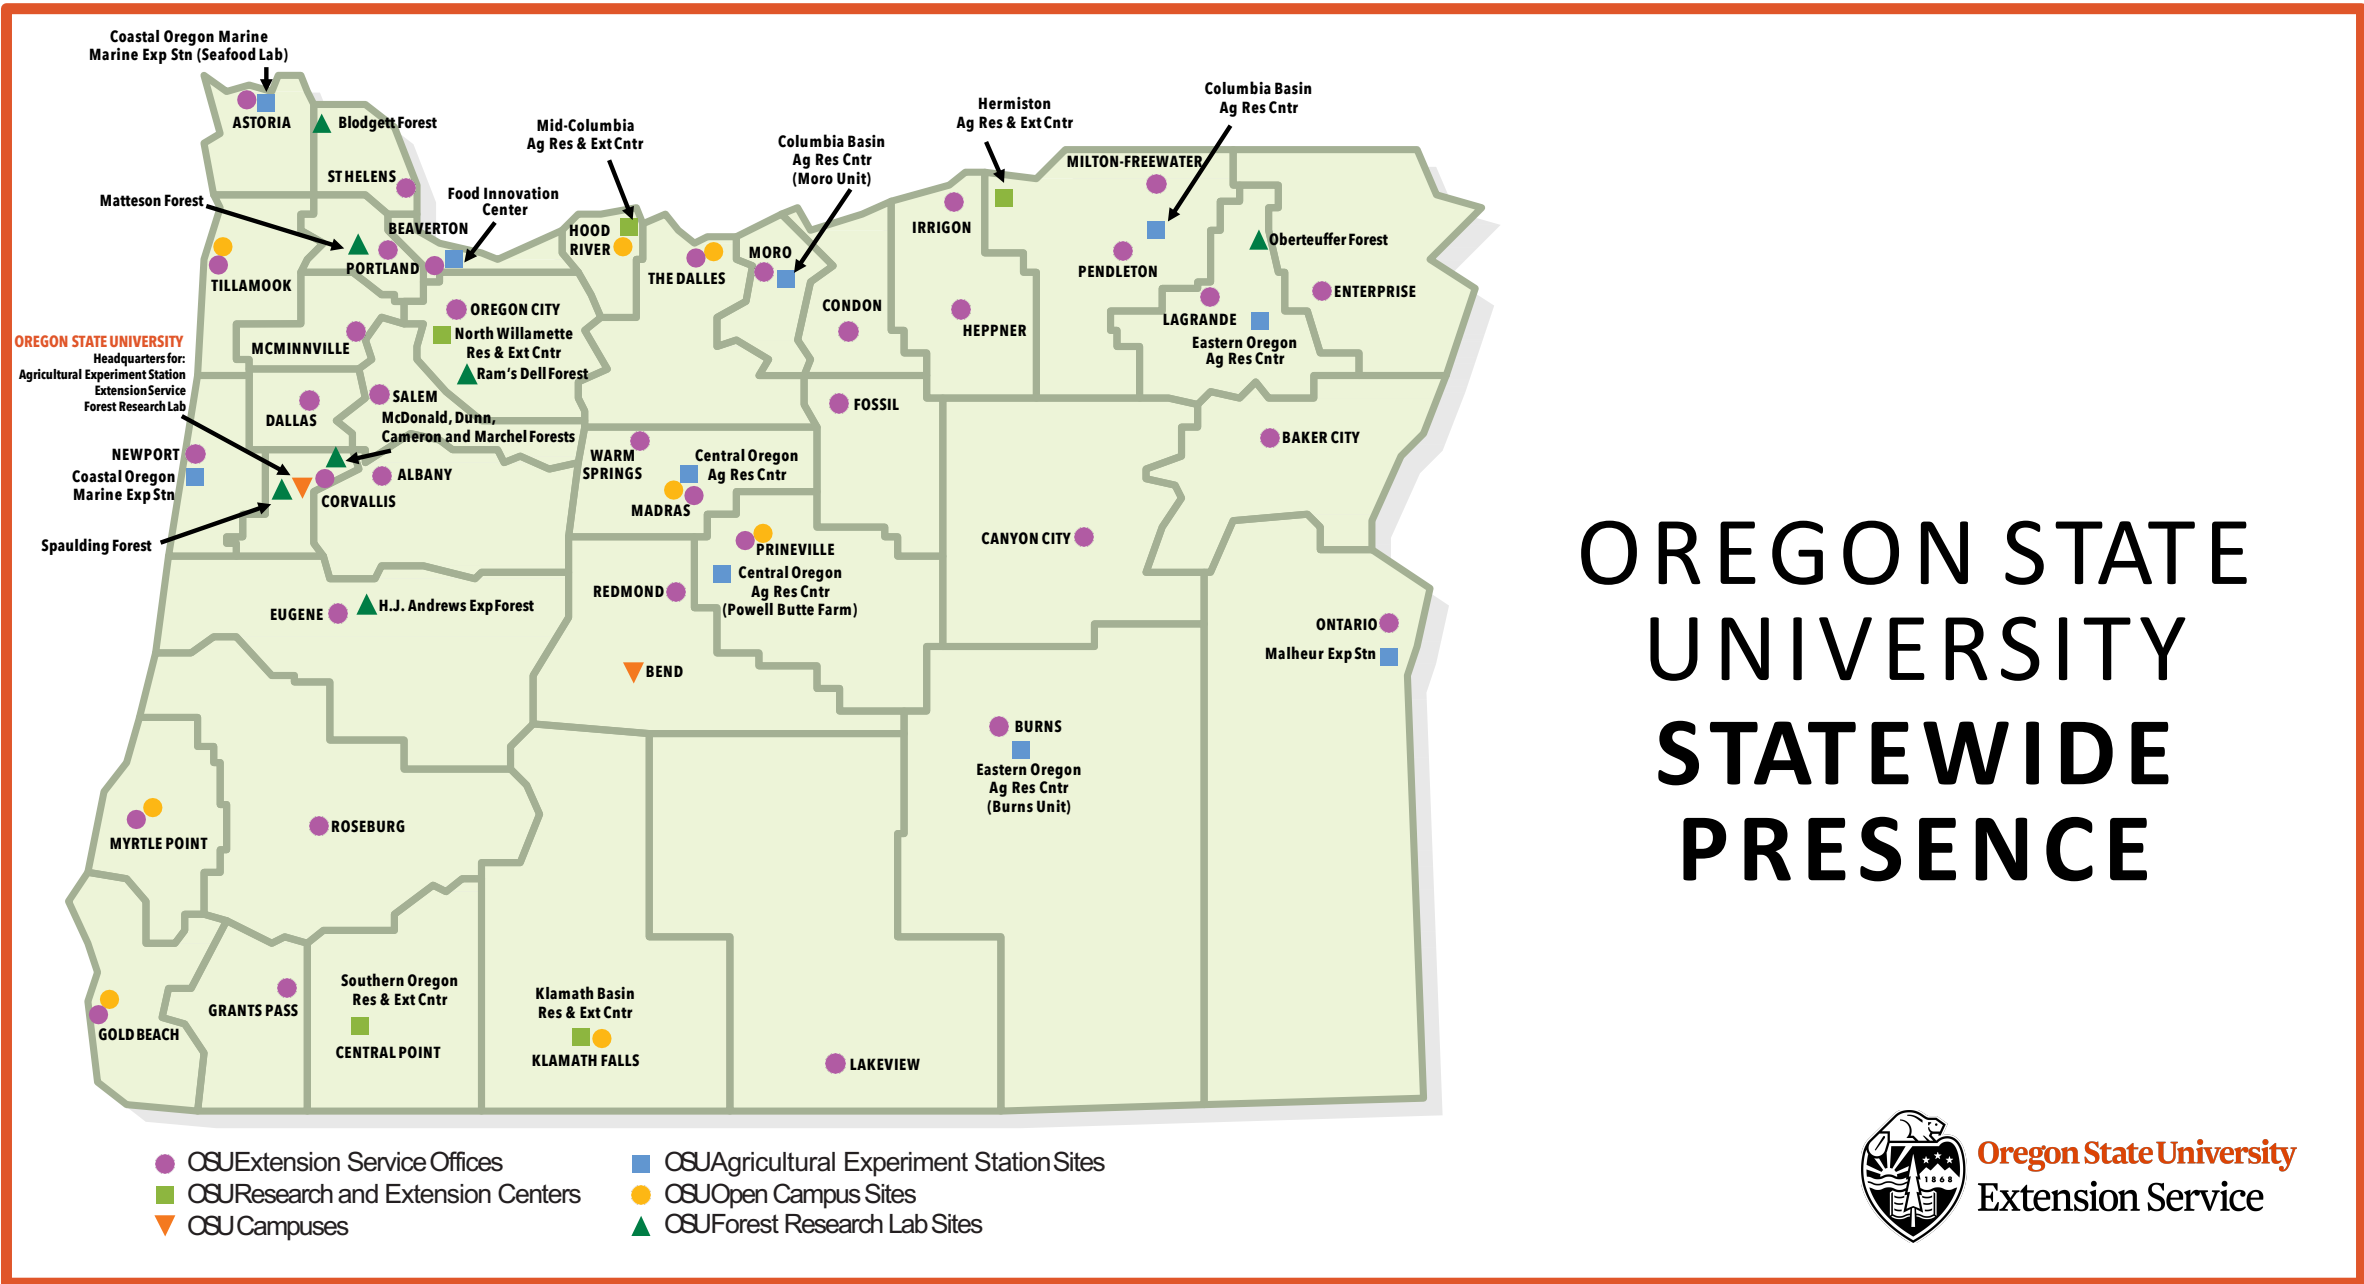 Coastal Oregon Marine
Marine Exp Stn (Seafood Lab)
ASTORIA
Blodgett Forest
ST HELENS
Matteson Forest
Mid-Columbia
Ag Res & Ext Cntr
Food Innovation
Center
Columbia Basin
Ag Res Cntr
(Moro Unit)
Hermiston
Ag Res & Ext Cntr
Columbia Basin
Ag Res Cntr
MILTON-FREEWATER
BEAVERTON
PORTLAND
HOOD
RIVER
THE DALLES
MORO
IRRIGON
PENDLETON
Oberteuffer Forest
TILLAMOOK
OREGON CITY
North Willamette
Res & Ext Cntr
Ram's Dell Forest
CONDON
HEPPNER
LAGRANDE
Eastern Oregon
Ag Res Cntr
ENTERPRISE
MCMINNVILLE
OREGON STATE UNIVERSITY
Headquarters for:
Agricultural Experiment Station
Extension Service
Forest Research Lab
DALLAS
SALEM
McDonald, Dunn,
Cameron and Marchel Forests
FOSSIL
BAKER CITY
NEWPORT
Coastal Oregon
Marine Exp Stn
CORVALLIS
ALBANY
WARM
SPRINGS
Central Oregon
Ag Res Cntr
MADRAS
Spaulding Forest
CANYON CITY
PRINEVILLE
Central Oregon
Ag Res Cntr
(Powell Butte Farm)
REDMOND
EUGENE
H.J. Andrews Exp Forest
ONTARIO
Malheur Exp Stn
BEND
BURNS
Eastern Oregon
Ag Res Cntr
(Burns Unit)
MYRTLE POINT
ROSEBURG
GOLD BEACH
GRANTS PASS
Southern Oregon
Res & Ext Cntr
CENTRAL POINT
Klamath Basin
Res & Ext Cntr
KLAMATH FALLS
LAKEVIEW
OREGON STATE
UNIVERSITY
STATEWIDE
PRESENCE
OSU Extension Service Offices
OSU Research and Extension Centers
OSU Campuses
OSU Agricultural Experiment Station Sites
OSU Open Campus Sites
OSU Forest Research Lab Sites
1868
Oregon State University
Extension Service